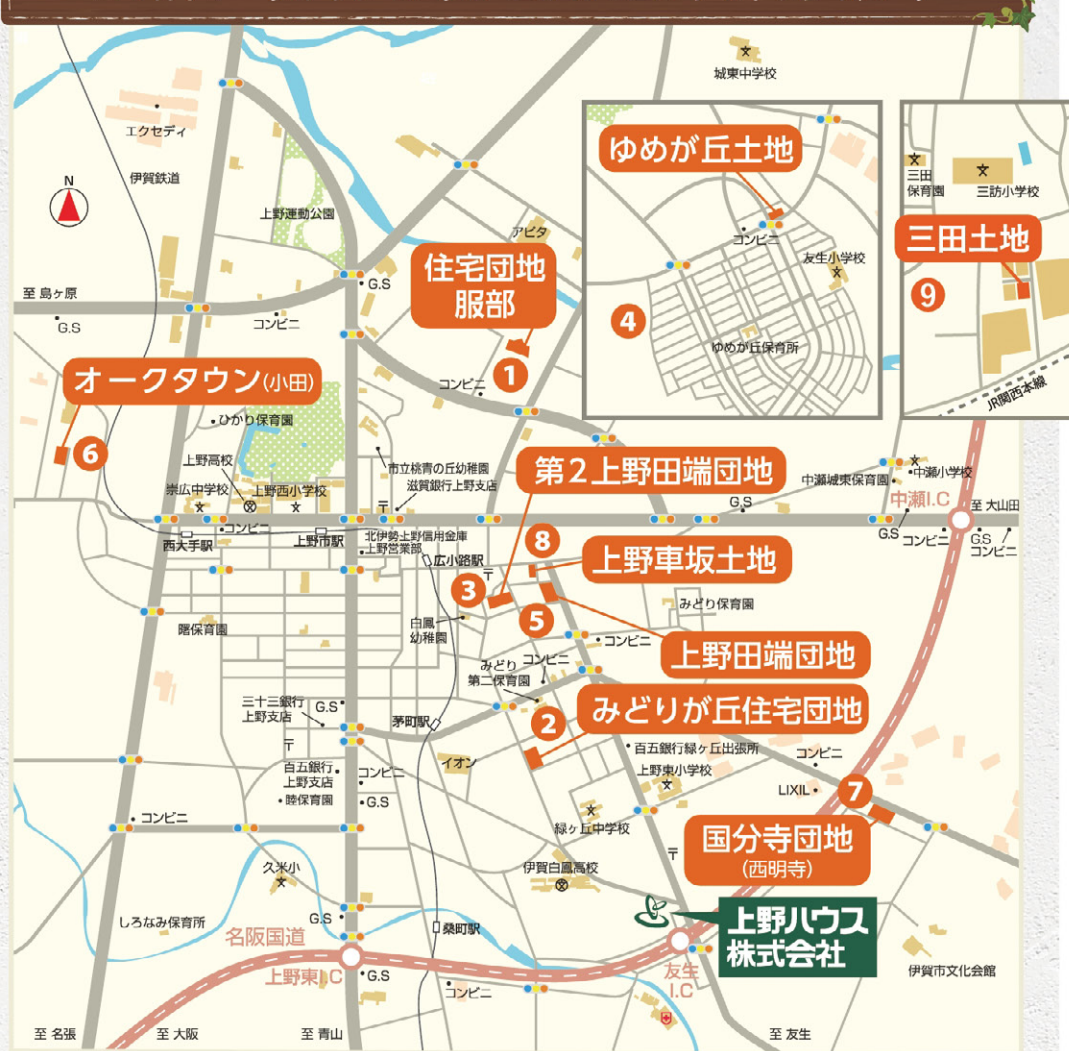 城東中学校
エクセディ
伊賀鉄道
N
上野運動公園
アピタ
住宅団地
服部
①
至 島ヶ原
G.S
コンビニ
G.S
コンビニ
ゆめが丘土地
コンビニ
友生小学校
④
ゆめが丘保育所
三田
保育園
三訪小学校
三田土地
⑨
JR関西本線
オークタウン(小田)
⑥
ひかり保育園
上野高校
崇広中学校
上野西小学校
市立桃青の丘幼稚園
滋賀銀行上野支店
〒
第2上野田端団地
G.S
中瀬城東保育園
中瀬小学校
中瀬I.C
至 大山田
G.S
コンビニ
G.S
コンビニ
コンビニ
西大手駅
上野市駅
北伊勢上野信用金庫
上野営業部
広小路駅
〒
⑧
上野車坂土地
③
⑤
白鳳
幼稚園
みどり保育園
曙保育園
コンビニ
上野田端団地
みどり
第二保育園
コンビニ
②
みどりが丘住宅団地
三十三銀行
上野支店
G.S
〒
茅町駅
イオン
百五銀行
上野支店
コンビニ
睦保育園
G.S
百五銀行緑ヶ丘出張所
上野東小学校
コンビニ
LIXIL
⑦
国分寺団地
(西明寺)
コンビニ
緑ヶ丘中学校
伊賀白鳳高校
〒
久米小
しろなみ保育所
G.S
桑町駅
上野ハウス
株式会社
名阪国道
上野東I.C
G.S
コンビニ
友生
I.C
伊賀市文化会館
至 名張
至 大阪
至 青山
至 友生